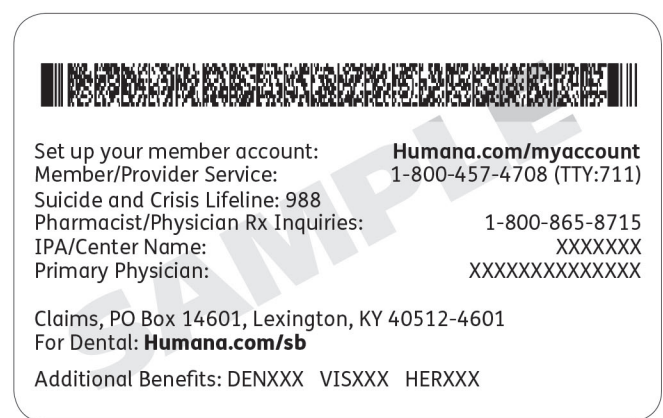 Set up your member account: Humana.com/myaccount
Member/Provider Service: 1-800-457-4708 (TTY:711)
Suicide and Crisis Lifeline: 988
Pharmacist/Physician Rx Inquiries: 1-800-865-8715
IPA/Center Name: XXXXXXX
Primary Physician: XXXXXXXXXXXXXX
Claims, PO Box 14601, Lexington, KY 40512-4601
For Dental: Humana.com/sb
Additional Benefits: DENXXX VISXXX HERXXX
SAMPLE